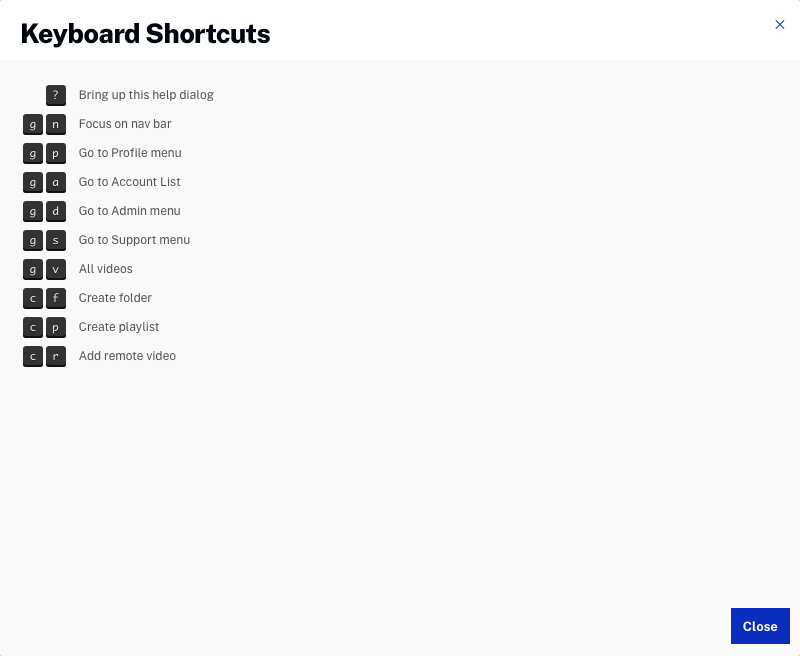 Keyboard Shortcuts
×
? Bring up this help dialog
g n Focus on nav bar
g p Go to Profile menu
g a Go to Account List
g d Go to Admin menu
g s Go to Support menu
g v All videos
c f Create folder
c p Create playlist
c r Add remote video
Close